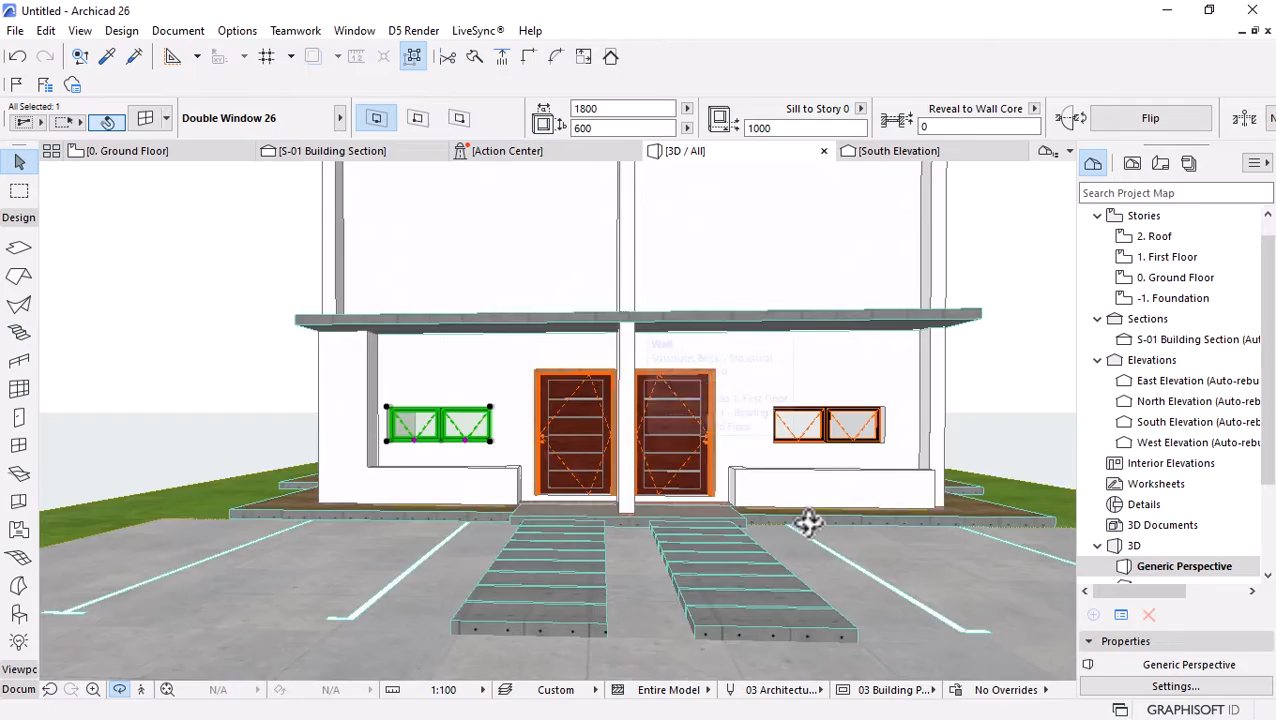 Untitled - Archicad 26
File Edit View Design Document Options Teamwork Window D5 Render LiveSync® Help
All Selected: 1
Double Window 26
1800
600
Sill to Story 0
1000
Reveal to Wall Core
0
Flip
[0. Ground Floor]
[S-01 Building Section]
[Action Center]
[3D / All]
[South Elevation]
Search Project Map
Design
Stories
2. Roof
1. First Floor
0. Ground Floor
-1. Foundation
Sections
S-01 Building Section (Aut
Elevations
East Elevation (Auto-rebu
North Elevation (Auto-reb
South Elevation (Auto-reb
West Elevation (Auto-rebu
Interior Elevations
Worksheets
Details
3D Documents
3D
Generic Perspective
Wall
Properties
Generic Perspective
Settings...
Viewpc
Docum
N/A
N/A
1:100
Custom
Entire Model
03 Architectu...
03 Building P...
No Overrides
GRAPHISOFT ID